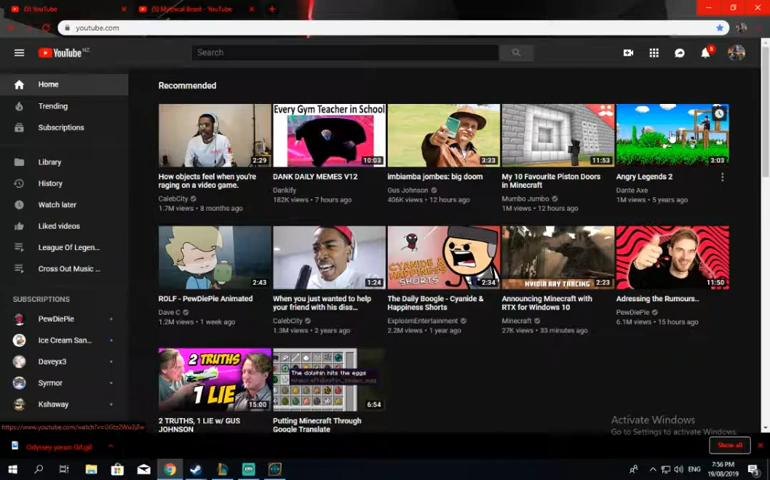 (5) YouTube
(5) Mythical Beast - YouTube
youtube.com
YouTube NZ
Search
8
Home
Trending
Subscriptions
Library
History
Watch later
Liked videos
League Of Legen...
Cross Out Music ...
SUBSCRIPTIONS
PewDiePie
Ice Cream San...
Daveyx3
Syrmor
Kshaway
Recommended
2:29
Every Gym Teacher in School
10:03
3:33
11:53
3:03
How objects feel when you're
raging on a video game.
CalebCity
1.7M views • 8 months ago
DANK DAILY MEMES V12
Dankify
182K views • 7 hours ago
imbiamba jombes: big doom
Gus Johnson
406K views • 12 hours ago
My 10 Favourite Piston Doors
in Minecraft
Mumbo Jumbo
1M views • 12 hours ago
Angry Legends 2
Dante Axe
1M views • 5 years ago
2:43
1:24
CYANIDE &
HAPPINESS
SHORTS
2:34
NVIDIA RAY TRACING
2:23
11:50
ROLF - PewDiePie Animated
Dave C
1.2M views • 1 week ago
When you just wanted to help
your friend with his diss...
CalebCity
1.3M views • 2 years ago
The Daily Boogle - Cyanide &
Happiness Shorts
ExplosmEntertainment
2.2M views • 1 year ago
Announcing Minecraft with
RTX for Windows 10
Minecraft
27K views • 33 minutes ago
Adressing the Rumours...
PewDiePie
6.1M views • 15 hours ago
2 TRUTHS
1 LIE
15:00
The dolphin hits the eggs
6:54
2 TRUTHS, 1 LIE w/ GUS
JOHNSON
Putting Minecraft Through
Google Translate
Activate Windows
Go to Settings to activate Windows.
Show all
7:56 PM
ENG
19/08/2019
3